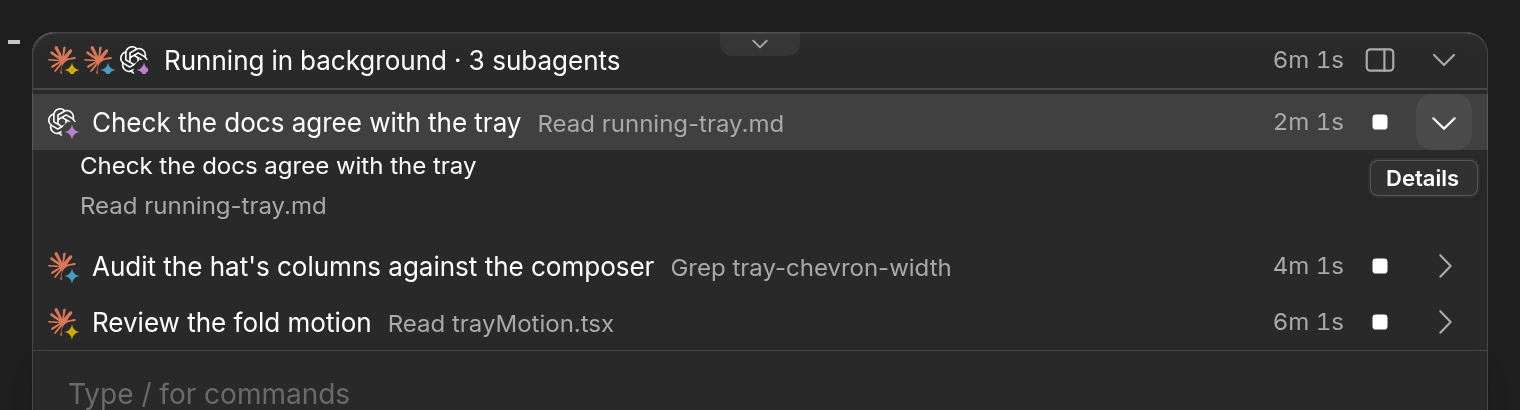 Running in background · 3 subagents 6m 1s
Check the docs agree with the tray Read running-tray.md 2m 1s
Check the docs agree with the tray
Details
Read running-tray.md
Audit the hat's columns against the composer Grep tray-chevron-width 4m 1s
Review the fold motion Read trayMotion.tsx 6m 1s
Type / for commands